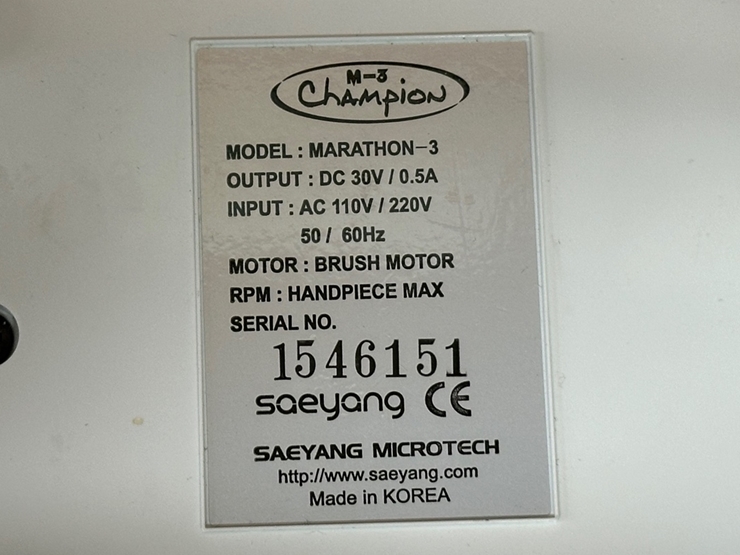 M-3
Champion
MODEL : MARATHON-3
OUTPUT : DC 30V / 0.5A
INPUT : AC 110V / 220V
50 / 60Hz
MOTOR : BRUSH MOTOR
RPM : HANDPIECE MAX
SERIAL NO.
1546151
saeyang CE
SAEYANG MICROTECH
http://www.saeyang.com
Made in KOREA